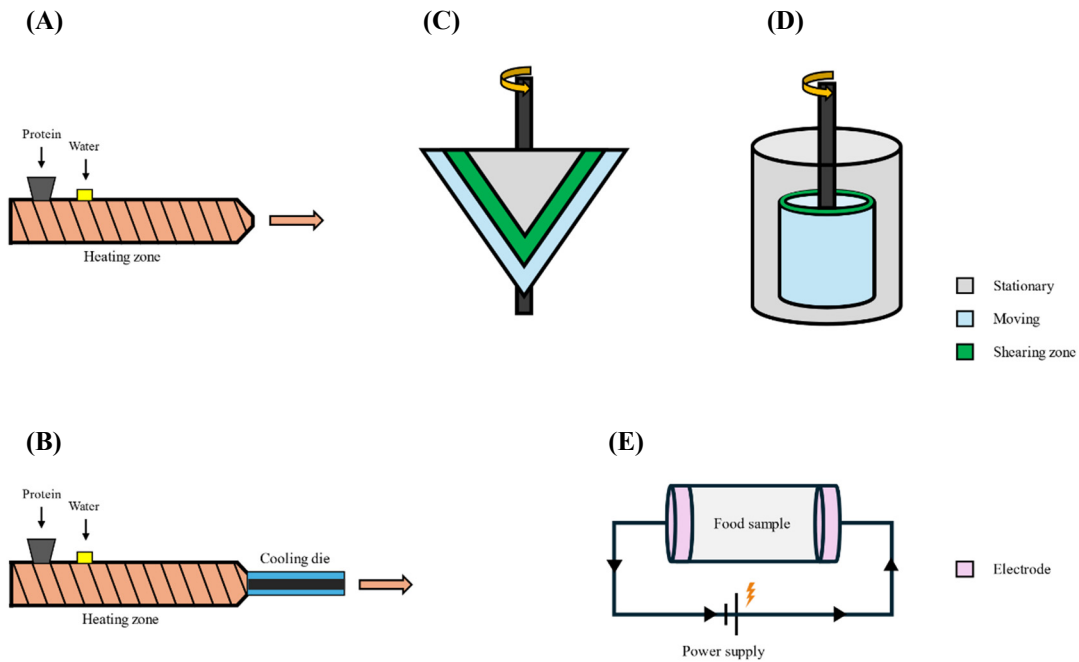 (A)
Protein
Water
Heating zone
(C)
(D)
Stationary
Moving
Shearing zone
(B)
Protein
Water
Cooling die
Heating zone
(E)
Food sample
Electrode
Power supply